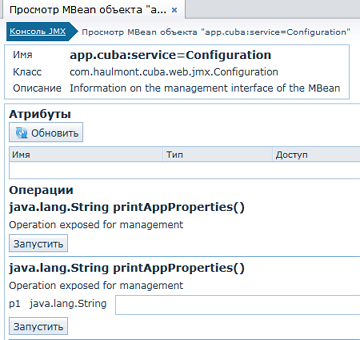 Просмотр MBean объекта "а... ×
Консоль JMX Просмотр MBean объекта "app.cuba:service=Configuration"
Имя app.cuba:service=Configuration
Класс com.haulmont.cuba.web.jmx.Configuration
Описание Information on the management interface of the MBean
Атрибуты
Обновить
Имя Тип Доступ
Операции
java.lang.String printAppProperties()
Operation exposed for management
Запустить
java.lang.String printAppProperties()
Operation exposed for management
p1 java.lang.String
Запустить